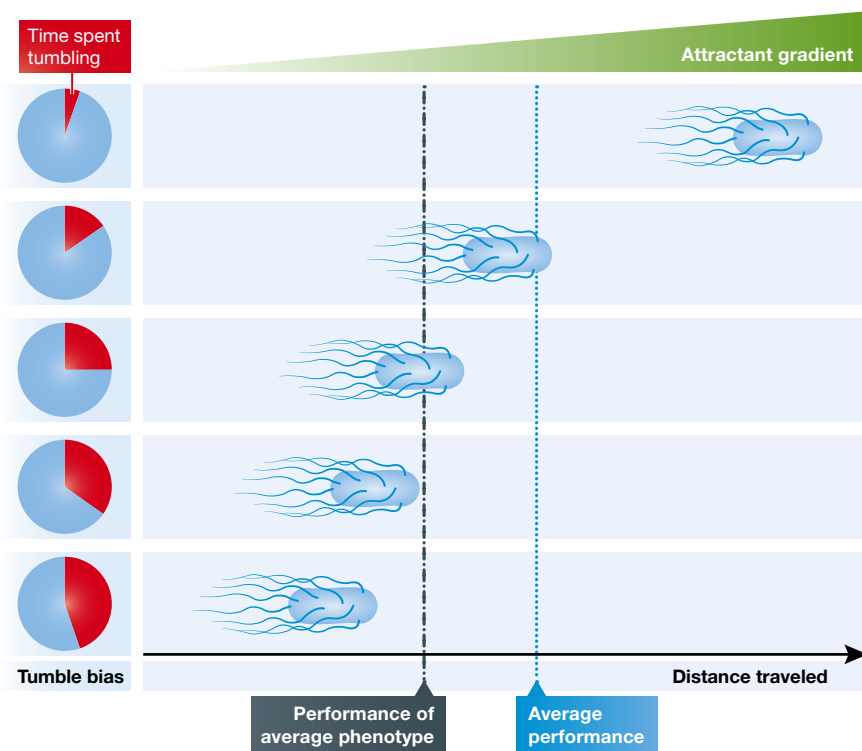 Time spent
tumbling
Attractant gradient
Tumble bias
Distance traveled
Performance of
average phenotype
Average
performance